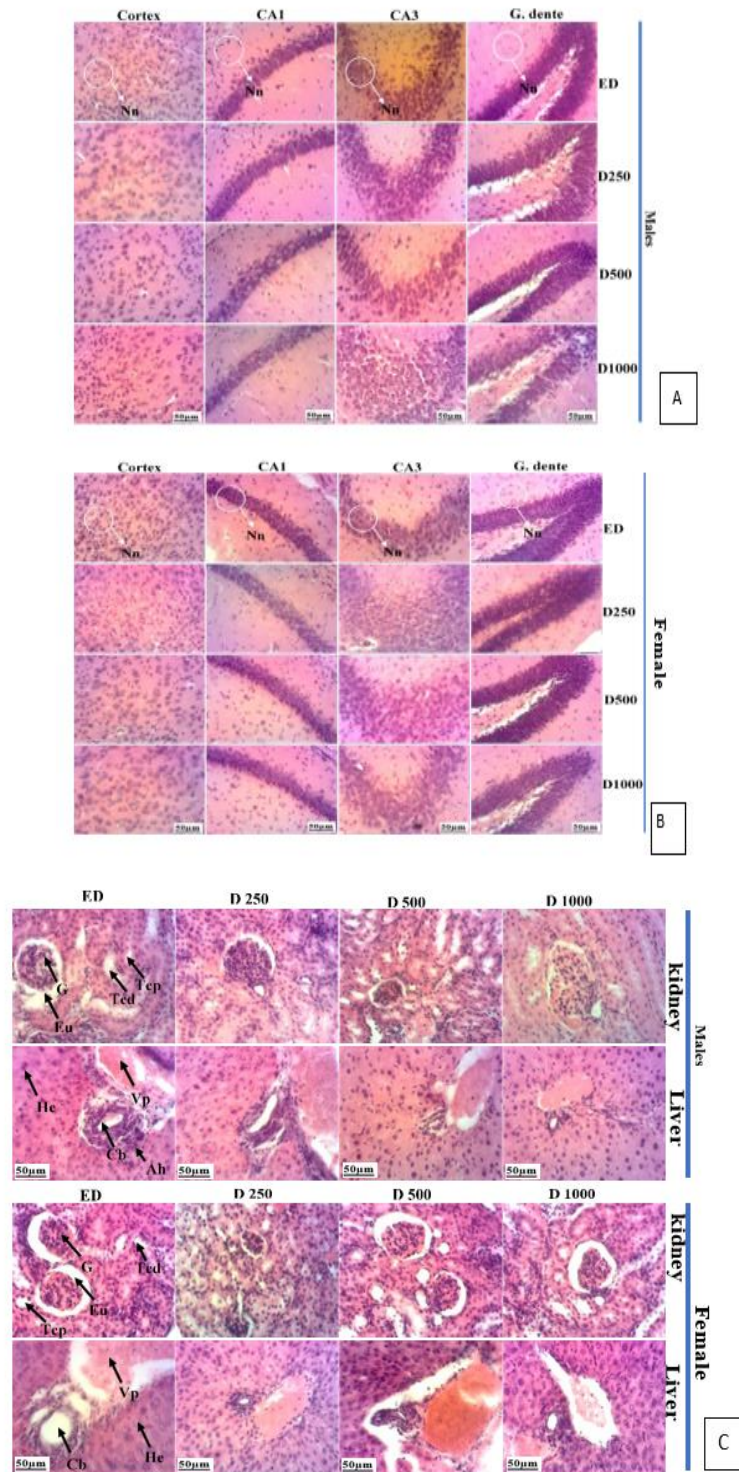 Cortex CA1 CA3 G. dente
Nn Nn Nn Nn ED
D250
D500
D1000
Males
50µm 50µm 50µm 50µm
A
Cortex CA1 CA3 G. dente
Nn Nn Nn Nn ED
D250
D500
D1000
Female
50µm 50µm 50µm 50µm
B
ED D 250 D 500 D 1000
G Tcd Tcp
Eu
kidney
Vp
He
Cb
Ah
Liver
Males
50µm 50µm 50µm 50µm
ED D 250 D 500 D 1000
G Tcd
Eu
Tcp
kidney
Vp
Cb He
Liver
Female
50µm 50µm 50µm 50µm
C